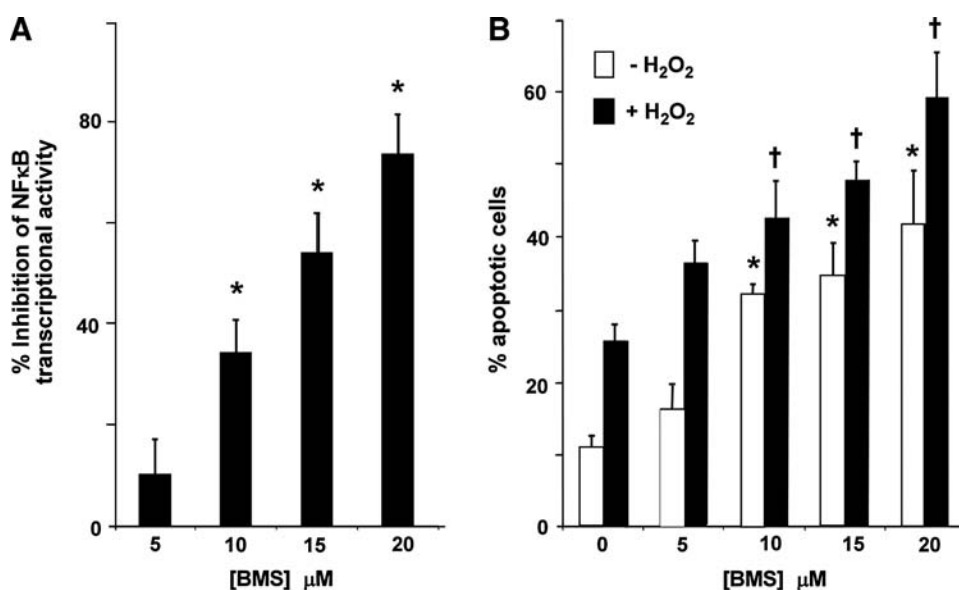 A
% Inhibition of NFκB
transcriptional activity
80
40
0
*
*
*
5 10 15 20
[BMS] μM
B
- H₂O₂
+ H₂O₂
% apoptotic cells
60
40
20
0
*
†
*
†
*
†
0 5 10 15 20
[BMS] μM